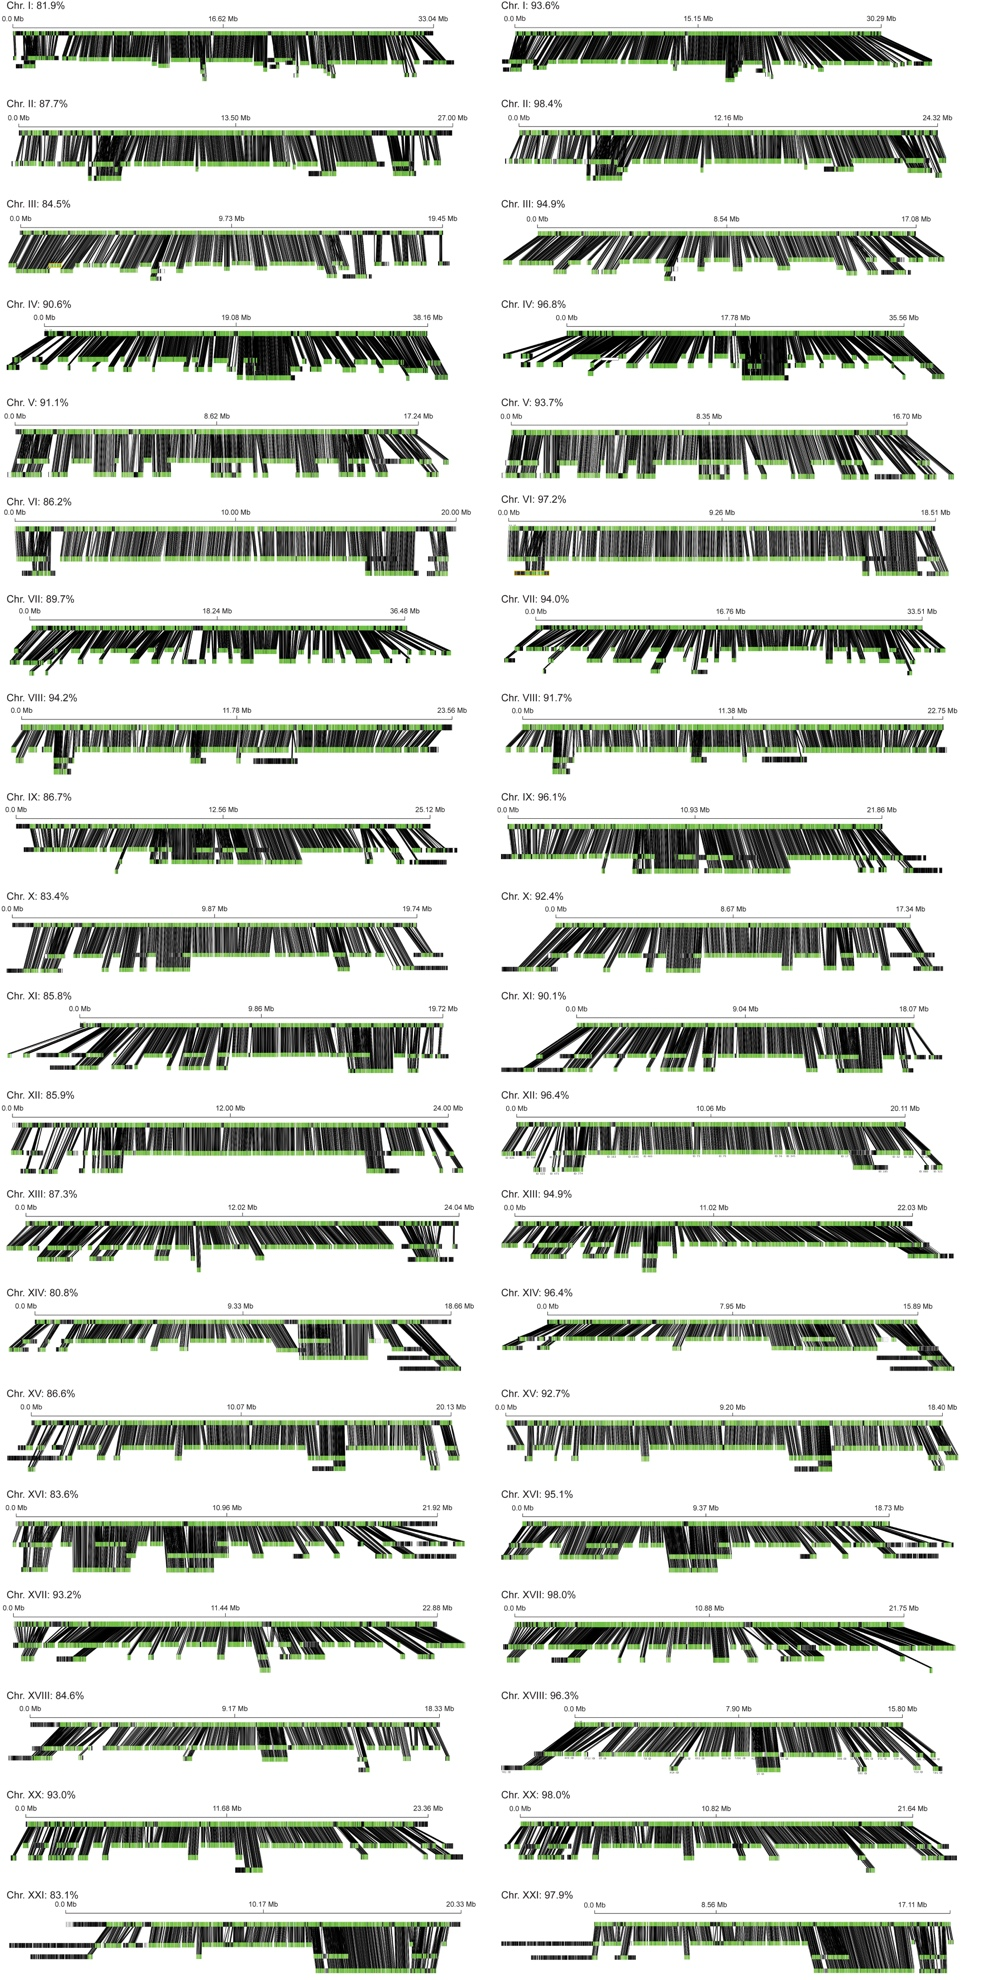 Chr. I: 81.9%
0.0 Mb 16.62 Mb 33.04 Mb
Chr. I: 93.6%
0.0 Mb 15.15 Mb 30.29 Mb
Chr. II: 87.7%
0.0 Mb 13.50 Mb 27.00 Mb
Chr. II: 98.4%
0.0 Mb 12.16 Mb 24.32 Mb
Chr. III: 84.5%
0.0 Mb 9.73 Mb 19.45 Mb
Chr. III: 94.9%
0.0 Mb 8.54 Mb 17.08 Mb
Chr. IV: 90.6%
0.0 Mb 19.08 Mb 38.16 Mb
Chr. IV: 96.8%
0.0 Mb 17.78 Mb 35.56 Mb
Chr. V: 91.1%
0.0 Mb 8.62 Mb 17.24 Mb
Chr. V: 93.7%
0.0 Mb 8.35 Mb 16.70 Mb
Chr. VI: 86.2%
0.0 Mb 10.00 Mb 20.00 Mb
Chr. VI: 97.2%
0.0 Mb 9.26 Mb 18.51 Mb
Chr. VII: 89.7%
0.0 Mb 18.24 Mb 36.48 Mb
Chr. VII: 94.0%
0.0 Mb 16.76 Mb 33.51 Mb
Chr. VIII: 94.2%
0.0 Mb 11.78 Mb 23.56 Mb
Chr. VIII: 91.7%
0.0 Mb 11.38 Mb 22.75 Mb
Chr. IX: 86.7%
0.0 Mb 12.56 Mb 25.12 Mb
Chr. IX: 96.1%
0.0 Mb 10.93 Mb 21.86 Mb
Chr. X: 83.4%
0.0 Mb 9.87 Mb 19.74 Mb
Chr. X: 92.4%
0.0 Mb 8.67 Mb 17.34 Mb
Chr. XI: 85.8%
0.0 Mb 9.86 Mb 19.72 Mb
Chr. XI: 90.1%
0.0 Mb 9.04 Mb 18.07 Mb
Chr. XII: 85.9%
0.0 Mb 12.00 Mb 24.00 Mb
Chr. XII: 96.4%
0.0 Mb 10.06 Mb 20.11 Mb
Chr. XIII: 87.3%
0.0 Mb 12.02 Mb 24.04 Mb
Chr. XIII: 94.9%
0.0 Mb 11.02 Mb 22.03 Mb
Chr. XIV: 80.8%
0.0 Mb 9.33 Mb 18.66 Mb
Chr. XIV: 96.4%
0.0 Mb 7.95 Mb 15.89 Mb
Chr. XV: 86.6%
0.0 Mb 10.07 Mb 20.13 Mb
Chr. XV: 92.7%
0.0 Mb 9.20 Mb 18.40 Mb
Chr. XVI: 83.6%
0.0 Mb 10.96 Mb 21.92 Mb
Chr. XVI: 95.1%
0.0 Mb 9.37 Mb 18.73 Mb
Chr. XVII: 93.2%
0.0 Mb 11.44 Mb 22.88 Mb
Chr. XVII: 98.0%
0.0 Mb 10.88 Mb 21.75 Mb
Chr. XVIII: 84.6%
0.0 Mb 9.17 Mb 18.33 Mb
Chr. XVIII: 96.3%
0.0 Mb 7.90 Mb 15.80 Mb
Chr. XX: 93.0%
0.0 Mb 11.68 Mb 23.36 Mb
Chr. XX: 98.0%
0.0 Mb 10.82 Mb 21.64 Mb
Chr. XXI: 83.1%
0.0 Mb 10.17 Mb 20.33 Mb
Chr. XXI: 97.9%
0.0 Mb 8.56 Mb 17.11 Mb